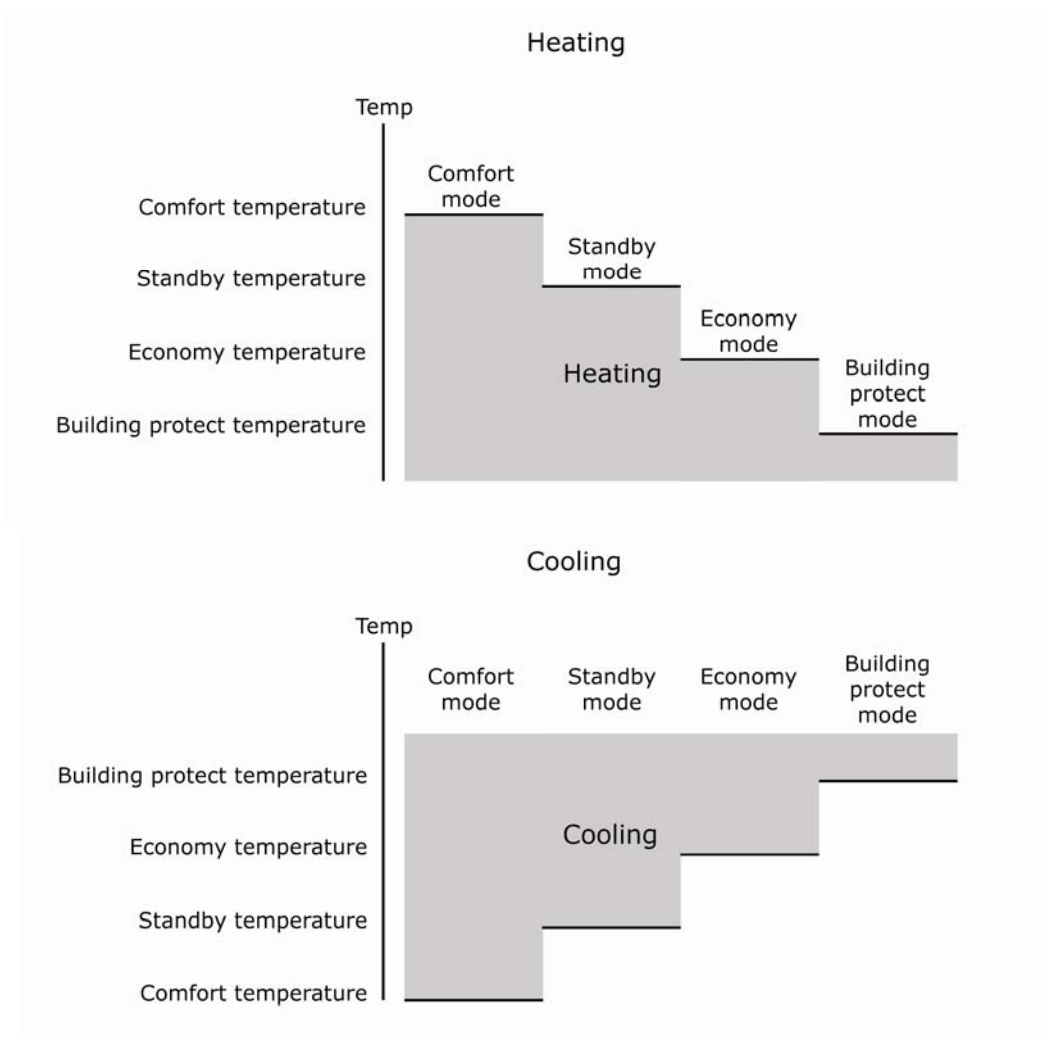 Heating
Temp
Comfort
mode
Comfort temperature
Standby
mode
Standby temperature
Economy
mode
Economy temperature
Heating
Building
protect
mode
Building protect temperature
Cooling
Temp
Comfort
mode
Standby
mode
Economy
mode
Building
protect
mode
Building protect temperature
Cooling
Economy temperature
Standby temperature
Comfort temperature